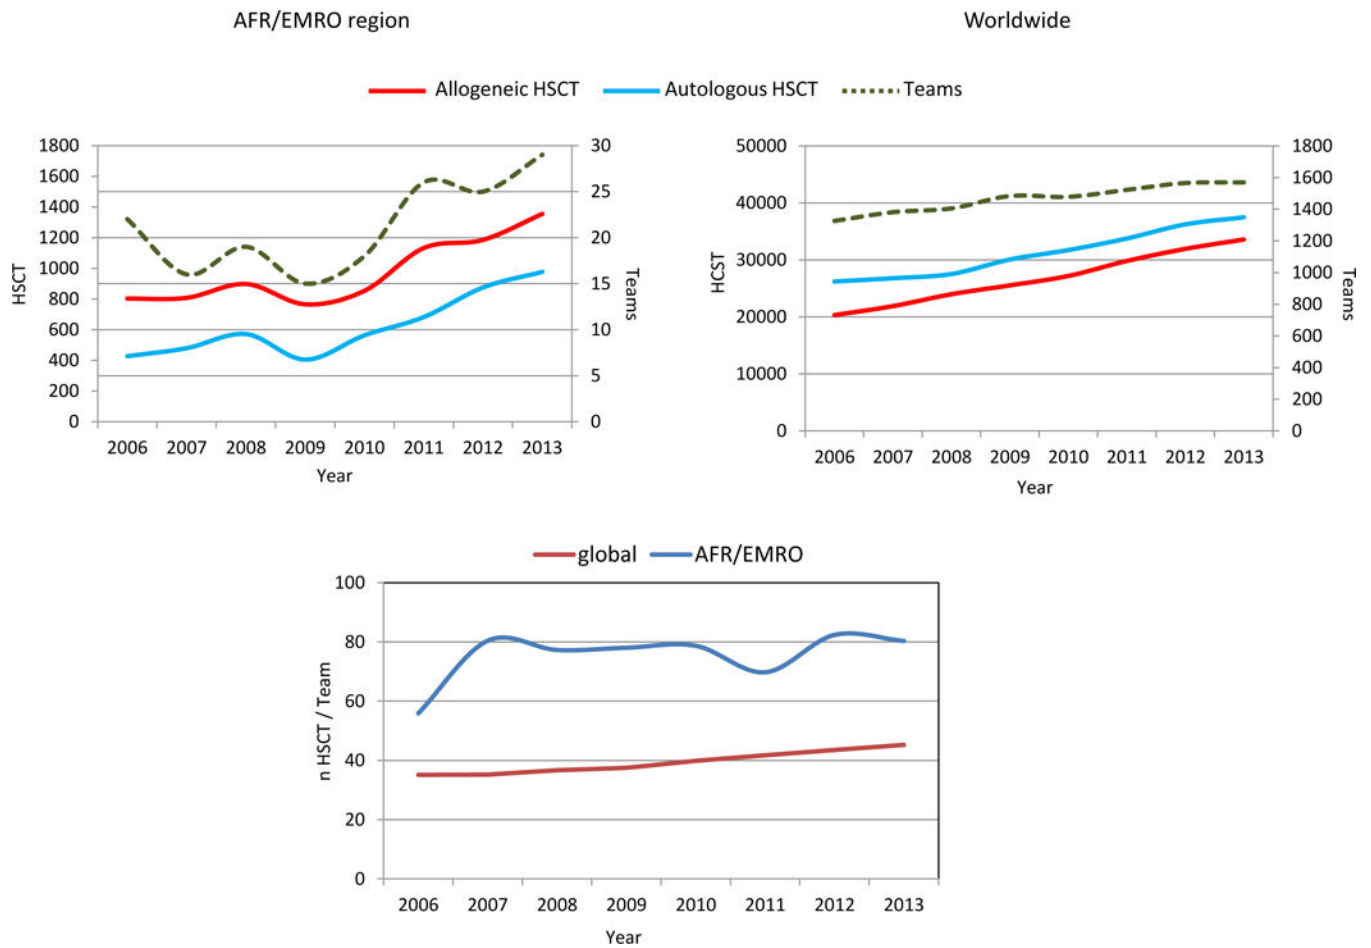 AFR/EMRO region
Worldwide
Allogeneic HSCT
Autologous HSCT
Teams
HSCT
1800
1600
1400
1200
1000
800
600
400
200
0
30
25
20
15
10
5
0
Teams
2006 2007 2008 2009 2010 2011 2012 2013
Year
HCST
50000
40000
30000
20000
10000
0
1800
1600
1400
1200
1000
800
600
400
200
0
Teams
2006 2007 2008 2009 2010 2011 2012 2013
Year
global
AFR/EMRO
n HSCT / Team
100
80
60
40
20
0
2006 2007 2008 2009 2010 2011 2012 2013
Year